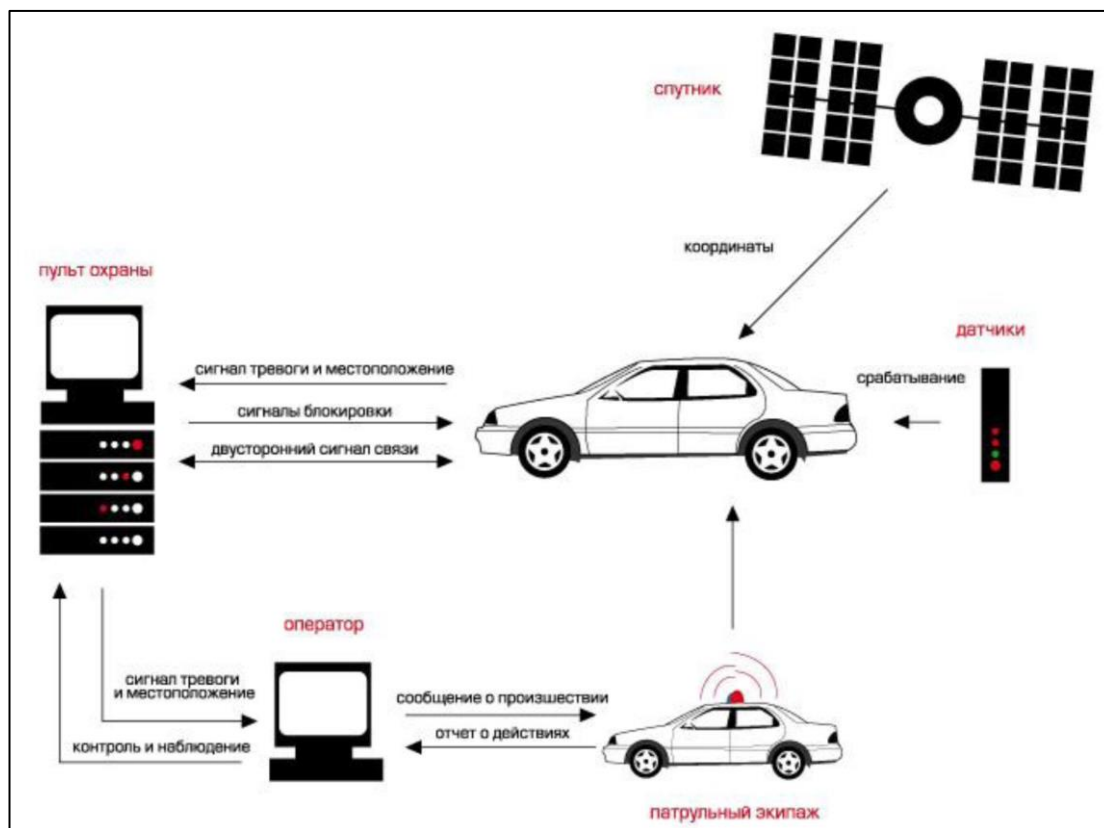 спутник
координаты
пульт охраны
датчики
сигнал тревоги и местоположение
срабатывание
сигналы блокировки
двусторонний сигнал связи
оператор
сигнал тревоги
и местоположение
сообщение о произшествии
контроль и наблюдение
отчет о действиях
патрульный экипаж